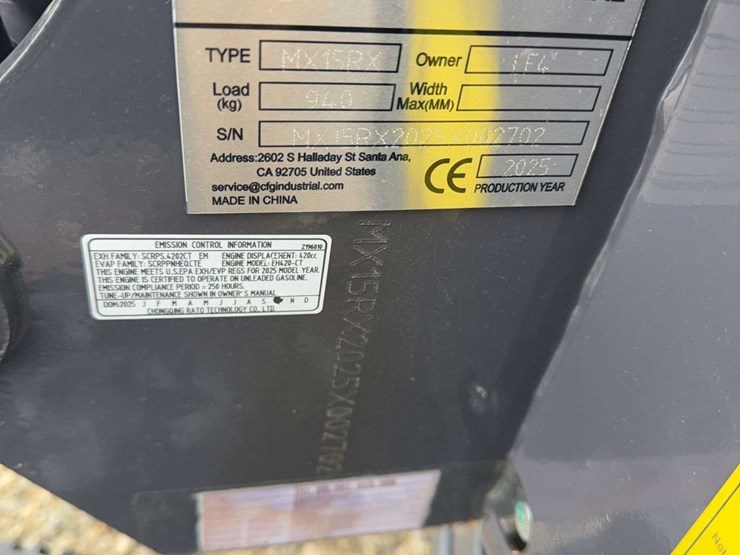 TYPE MX15RX Owner
Load (kg) 940 Width Max(MM)
S/N MX15RX2025X002702
Address:2602 S Halladay St Santa Ana,
CA 92705 United States
service@cfgindustrial.com
MADE IN CHINA
CE 2025
PRODUCTION YEAR
EMISSION CONTROL INFORMATION Z196010
EXH FAMILY: SCRPS.4202CT EM ENGINE DISPLACEMENT: 420cc
EVAP FAMILY: SCRPPNHEQCTE ENGINE MODEL: EH420-CT
THIS ENGINE MEETS U.S.EPA EXH/EVP REGS FOR 2025 MODEL YEAR.
THIS ENGINE IS CERTIFIED TO OPERATE ON UNLEADED GASOLINE.
EMISSION COMPLIANCE PERIOD = 250 HOURS.
TUNE-UP/MAINTENANCE SHOWN IN OWNER'S MANUAL.
DOM:2025 J F M A M J J A S N D
CHONGQING RATO TECHNOLOGY CO. LTD.
MX15RX2025X002702
Not